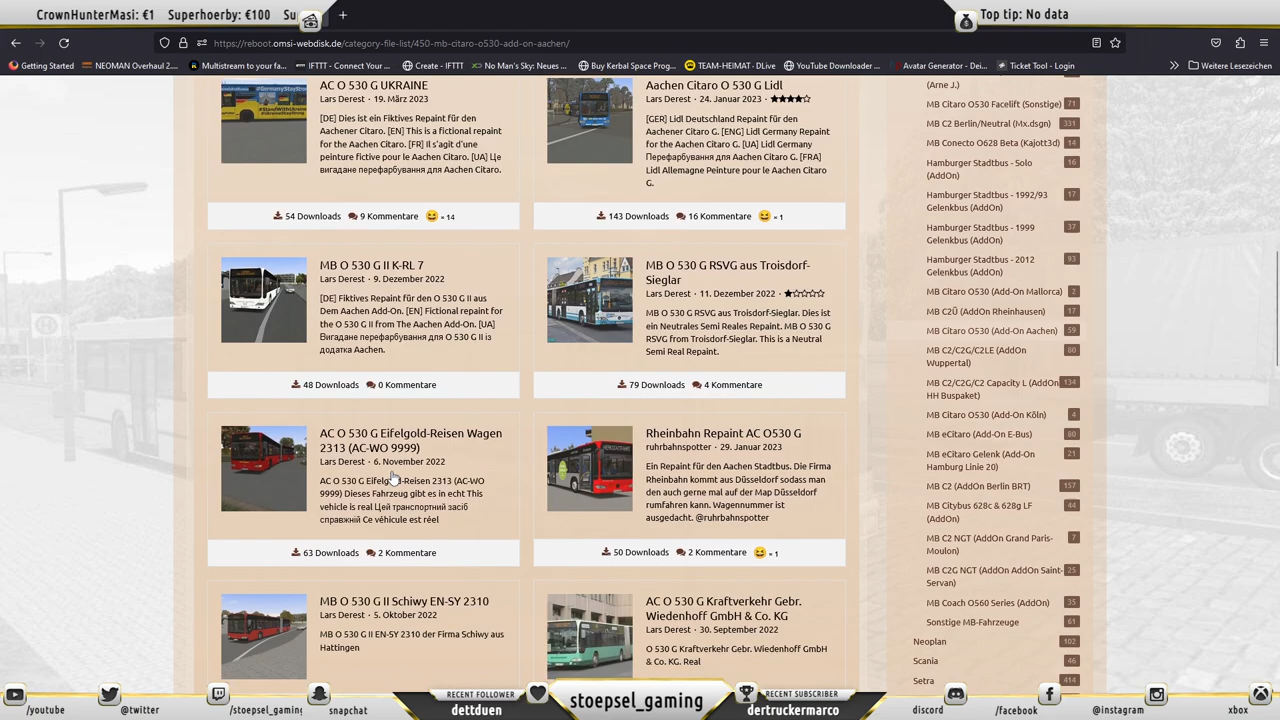 CrownHunterMasi: €1 Superhoerby: €100 Su
Top tip: No data
https://reboot.omsi-webdisk.de/category-file-list/450-mb-citaro-o530-add-on-aachen/
Getting Started
NEOMAN Overhaul 2....
Multistream to your fa...
IFTTT - Connect Your ...
Create - IFTTT
No Man's Sky: Neues ...
Buy Kerbal Space Prog...
TEAM-HEIMAT - DLive
YouTube Downloader ...
Avatar Generator - Dei...
Ticket Tool - Login
Weitere Lesezeichen
AC O 530 G UKRAINE
Lars Derest · 19. März 2023
[DE] Dies ist ein Fiktives Repaint für den
Aachener Citaro. [EN] This is a fictional repaint
for the Aachen Citaro. [FR] Il s'agit d'une
peinture fictive pour le Aachen Citaro. [UA] Це
вигадане перефарбування для Aachen Citaro.
54 Downloads 9 Kommentare × 14
Aachen Citaro O 530 G Lidl
Lars Derest · 24. Januar 2023 ·
[GER] Lidl Deutschland Repaint für den
Aachener Citaro G. [ENG] Lidl Germany Repaint
for the Aachen Citaro G. [UA] Lidl Germany
Перефарбування для Aachen Citaro G. [FRA]
Lidl Allemagne Peinture pour le Aachen Citaro
G.
143 Downloads 16 Kommentare × 1
MB O 530 G II K-RL 7
Lars Derest · 9. Dezember 2022
[DE] Fiktives Repaint für den O 530 G II aus
Dem Aachen Add-On. [EN] Fictional repaint for
the O 530 G II from The Aachen Add-On. [UA]
Вигадане перефарбування для O 530 G II із
додатка Aachen.
48 Downloads 0 Kommentare
MB O 530 G RSVG aus Troisdorf-
Sieglar
Lars Derest · 11. Dezember 2022 ·
MB O 530 G RSVG aus Troisdorf-Sieglar. Dies ist
ein Neutrales Semi Reales Repaint. MB O 530 G
RSVG from Troisdorf-Sieglar. This is a Neutral
Semi Real Repaint.
79 Downloads 4 Kommentare
AC O 530 G Eifelgold-Reisen Wagen
2313 (AC-WO 9999)
Lars Derest · 6. November 2022
AC O 530 G Eifelgold-Reisen 2313 (AC-WO
9999) Dieses Fahrzeug gibt es in echt This
vehicle is real Цей транспортний засіб
справжній Ce véhicule est réel
63 Downloads 2 Kommentare
Rheinbahn Repaint AC O530 G
ruhrbahnspotter · 29. Januar 2023
Ein Repaint für den Aachen Stadtbus. Die Firma
Rheinbahn kommt aus Düsseldorf sodass man
den auch gerne mal auf der Map Düsseldorf
rumfahren kann. Wagennummer ist
ausgedacht. @ruhrbahnspotter
50 Downloads 2 Kommentare × 1
MB O 530 G II Schiwy EN-SY 2310
Lars Derest · 5. Oktober 2022
MB O 530 G II EN-SY 2310 der Firma Schiwy aus
Hattingen
AC O 530 G Kraftverkehr Gebr.
Wiedenhoff GmbH & Co. KG
Lars Derest · 30. September 2022
O 530 G Kraftverkehr Gebr. Wiedenhoff GmbH
& Co. KG. Real
(Arne J.)
MB Citaro O530 Facelift (Sonstige) 71
MB C2 Berlin/Neutral (Mx.dsgn) 331
MB Conecto O628 Beta (Kajott3d) 14
Hamburger Stadtbus - Solo 16
(AddOn)
Hamburger Stadtbus - 1992/93 17
Gelenkbus (AddOn)
Hamburger Stadtbus - 1999 37
Gelenkbus (AddOn)
Hamburger Stadtbus - 2012 93
Gelenkbus (AddOn)
MB Citaro O530 (Add-On Mallorca) 2
MB C2Ü (AddOn Rheinhausen) 17
MB Citaro O530 (Add-On Aachen) 59
MB C2/C2G/C2LE (AddOn 60
Wuppertal)
MB C2/C2G/C2 Capacity L (AddOn 134
HH Buspaket)
MB Citaro O530 (Add-On Köln) 4
MB eCitaro (Add-On E-Bus) 80
MB eCitaro Gelenk (Add-On 21
Hamburg Linie 20)
MB C2 (AddOn Berlin BRT) 157
MB Citybus 628c & 628g LF 44
(AddOn)
MB C2 NGT (AddOn Grand Paris- 7
Moulon)
MB C2G NGT (AddOn AddOn Saint- 25
Servan)
MB Coach O560 Series (AddOn) 35
Sonstige MB-Fahrzeuge 61
Neoplan 102
Scania 46
Setra 414
/youtube
@twitter
/stoepsel_gaming
snapchat
RECENT FOLLOWER
dettduen
stoepsel_gaming
RECENT SUBSCRIBER
dertruckermarco
discord
/facebook
@instagram
xbox